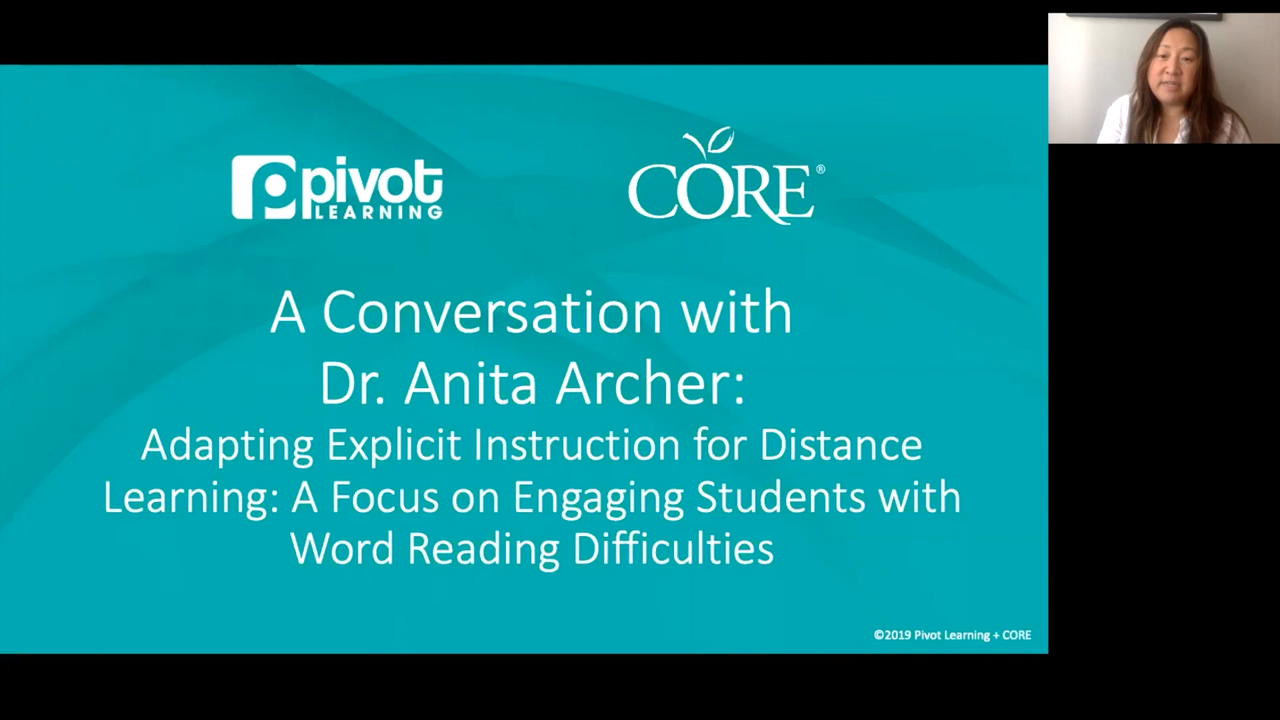 pivot
LEARNING
CORE®
A Conversation with
Dr. Anita Archer:
Adapting Explicit Instruction for Distance
Learning: A Focus on Engaging Students with
Word Reading Difficulties
©2019 Pivot Learning + CORE